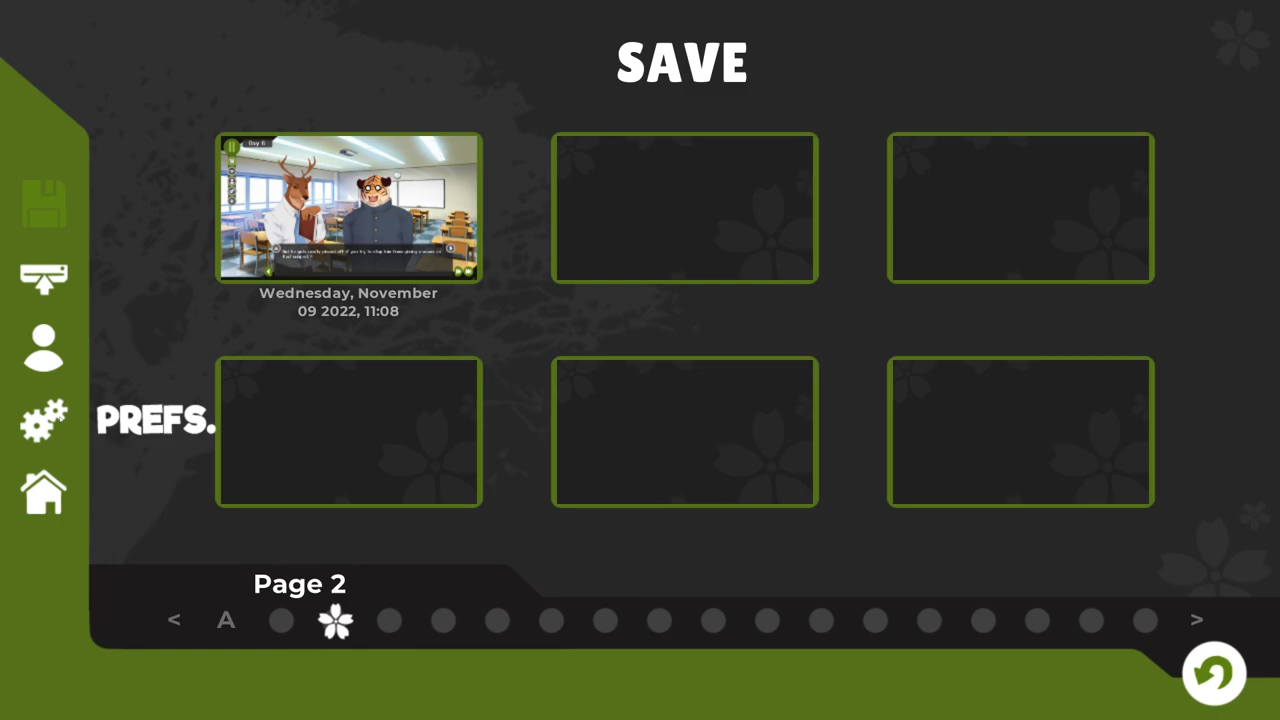 SAVE
Day 6
Wednesday, November
09 2022, 11:08
PREFS.
Page 2
< A >